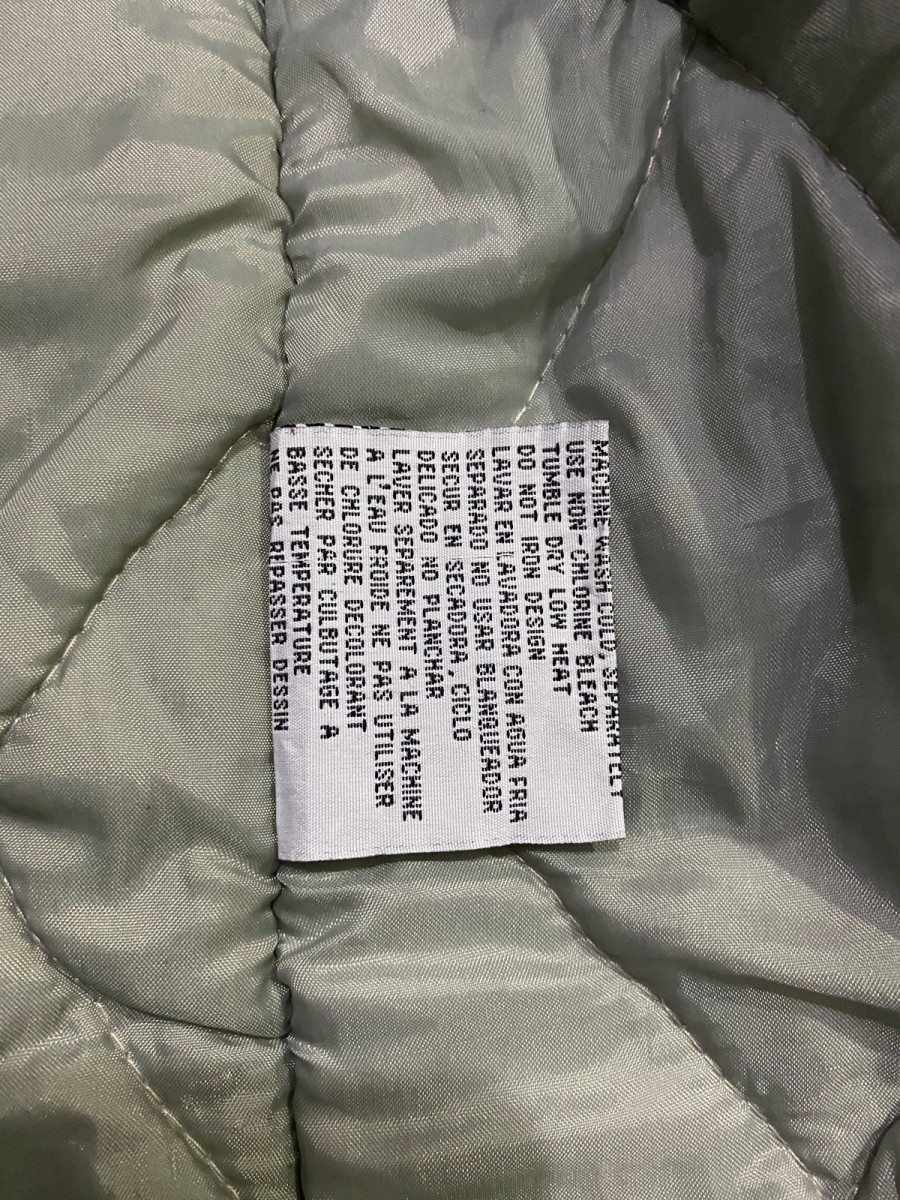 MACHINE WASH COLD, SEPARATELY
USE NON-CHLORINE BLEACH
TUMBLE DRY LOW HEAT
DO NOT IRON DESIGN
LAVAR EN LAVADORA CON AGUA FRIA
SEPARADO NO USAR BLANQUEADOR
SECUR EN SECADORA, CICLO
DELICADO NO PLANCHAR
LAVER SEPAREMENT A LA MACHINE
A L'EAU FROIDE NE PAS UTILISER
DE CHLORURE DECOLORANT
SECHER PAR CULBUTAGE A
BASSE TEMPERATURE
NE PAS REPASSER DESSIN